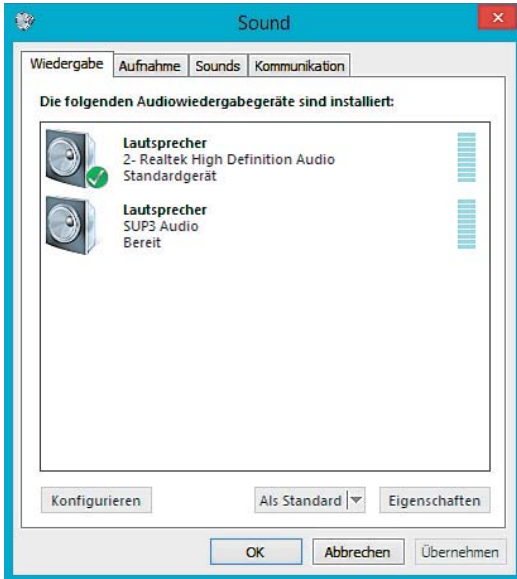 Sound
Wiedergabe Aufnahme Sounds Kommunikation
Die folgenden Audiowiedergabegeräte sind installiert:
Lautsprecher
2- Realtek High Definition Audio
Standardgerät
Lautsprecher
SUP3 Audio
Bereit
Konfigurieren Als Standard Eigenschaften
OK Abbrechen Übernehmen